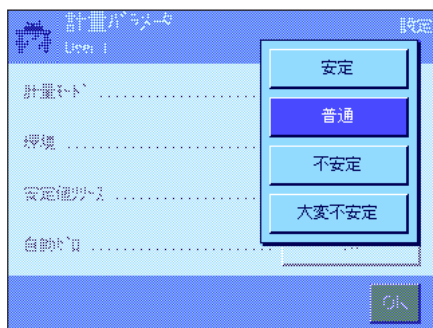 計量パラメータ
設定
User 1
安定
計量モード
普通
環境
不安定
安定値リリース
大変不安定
自動ゼロ
OK